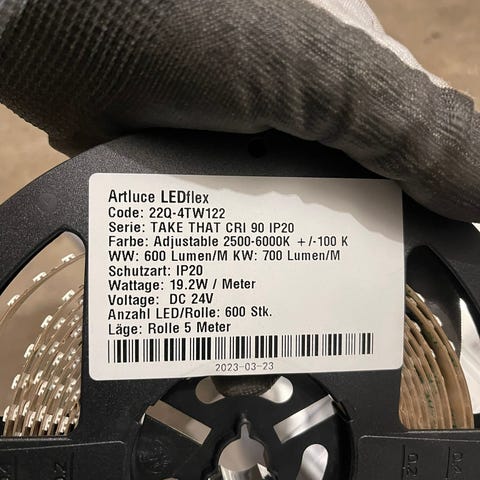 Artluce LEDflex
Code: 22Q-4TW122
Serie: TAKE THAT CRI 90 IP20
Farbe: Adjustable 2500-6000K +/-100 K
WW: 600 Lumen/M KW: 700 Lumen/M
Schutzart: IP20
Wattage: 19.2W / Meter
Voltage: DC 24V
Anzahl LED/Rolle: 600 Stk.
Läge: Rolle 5 Meter
2023-03-23